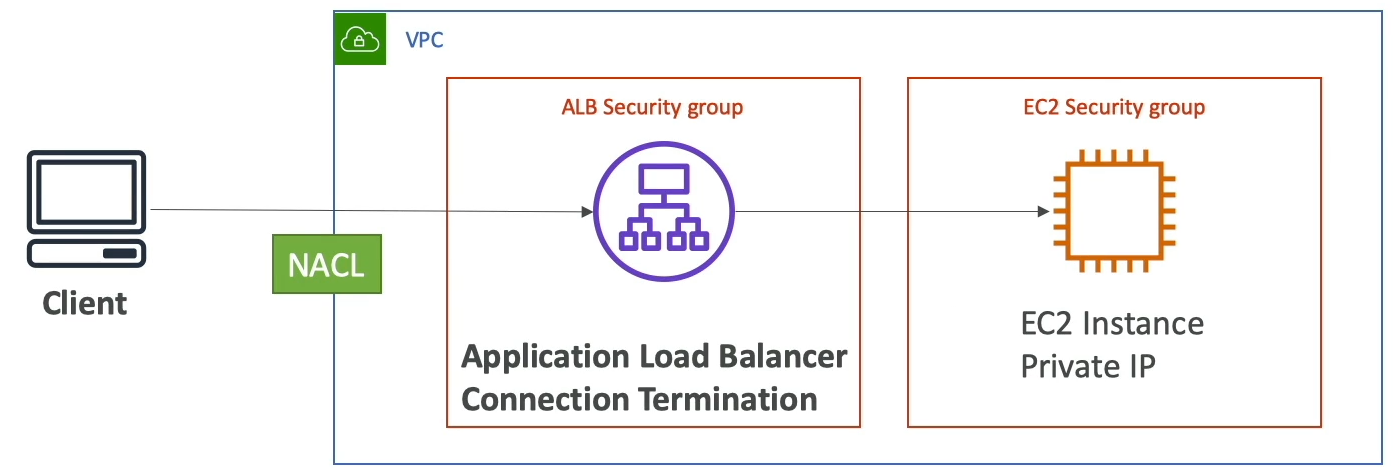 VPC
ALB Security group
EC2 Security group
NACL
Client
EC2 Instance
Private IP
Application Load Balancer
Connection Termination